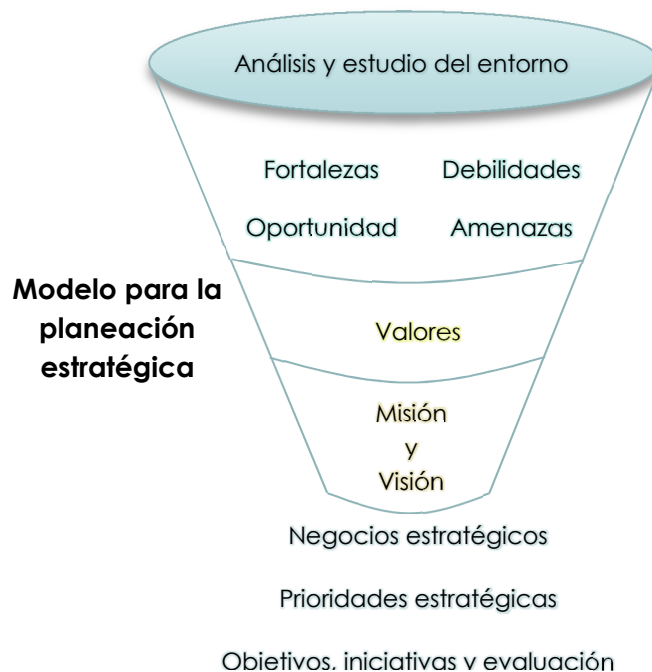 Análisis y estudio del entorno
Fortalezas Debilidades
Oportunidad Amenazas
Modelo para la
planeación
estratégica
Valores
Misión
y
Visión
Negocios estratégicos
Prioridades estratégicas
Objetivos, iniciativas y evaluación